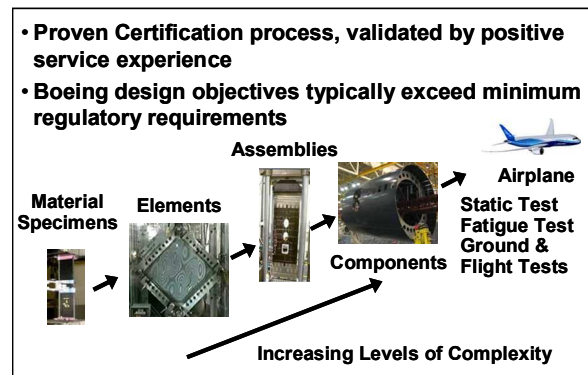 • Proven Certification process, validated by positive
service experience
• Boeing design objectives typically exceed minimum
regulatory requirements
Assemblies
Material
Specimens
Elements
Airplane
Static Test
Fatigue Test
Ground &
Flight Tests
Components
Increasing Levels of Complexity